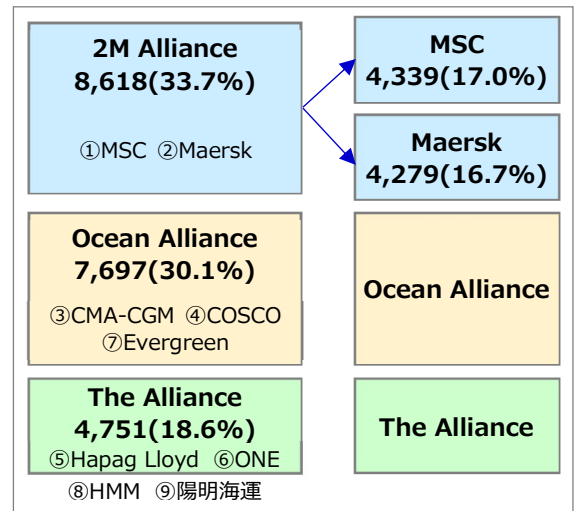 2M Alliance
8,618(33.7%)
①MSC ②Maersk
MSC
4,339(17.0%)
Maersk
4,279(16.7%)
Ocean Alliance
7,697(30.1%)
③CMA-CGM ④COSCO
⑦Evergreen
Ocean Alliance
The Alliance
4,751(18.6%)
⑤Hapag Lloyd ⑥ONE
⑧HMM ⑨陽明海運
The Alliance